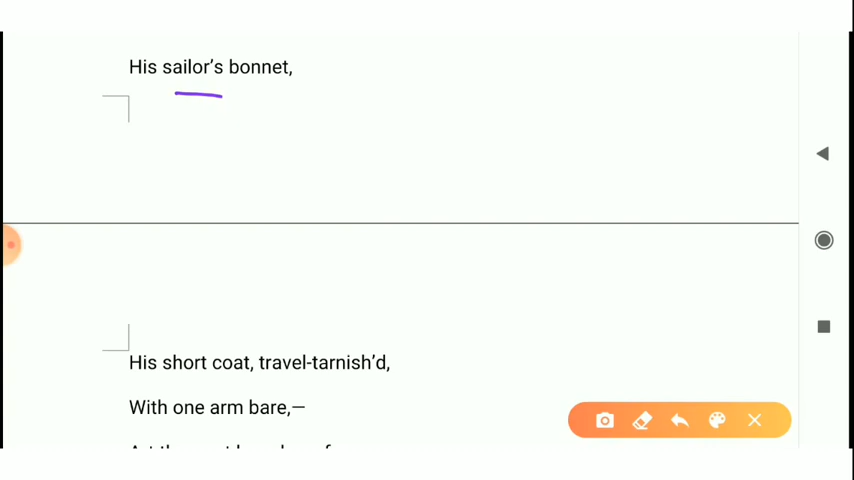 His sailor’s bonnet,
His short coat, travel-tarnish’d,
With one arm bare,—